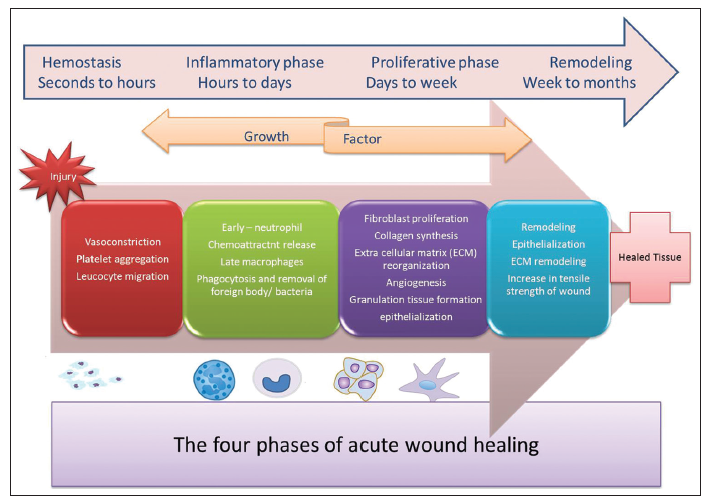 Hemostasis
Seconds to hours
Inflammatory phase
Hours to days
Proliferative phase
Days to week
Remodeling
Week to months
Growth
Factor
Injury
Vasoconstriction
Platelet aggregation
Leucocyte migration
Early – neutrophil
Chemoattractnt release
Late macrophages
Phagocytosis and removal of
foreign body/ bacteria
Fibroblast proliferation
Collagen synthesis
Extra cellular matrix (ECM)
reorganization
Angiogenesis
Granulation tissue formation
epithelialization
Remodeling
Epithelialization
ECM remodeling
Increase in tensile
strength of wound
Healed Tissue
The four phases of acute wound healing